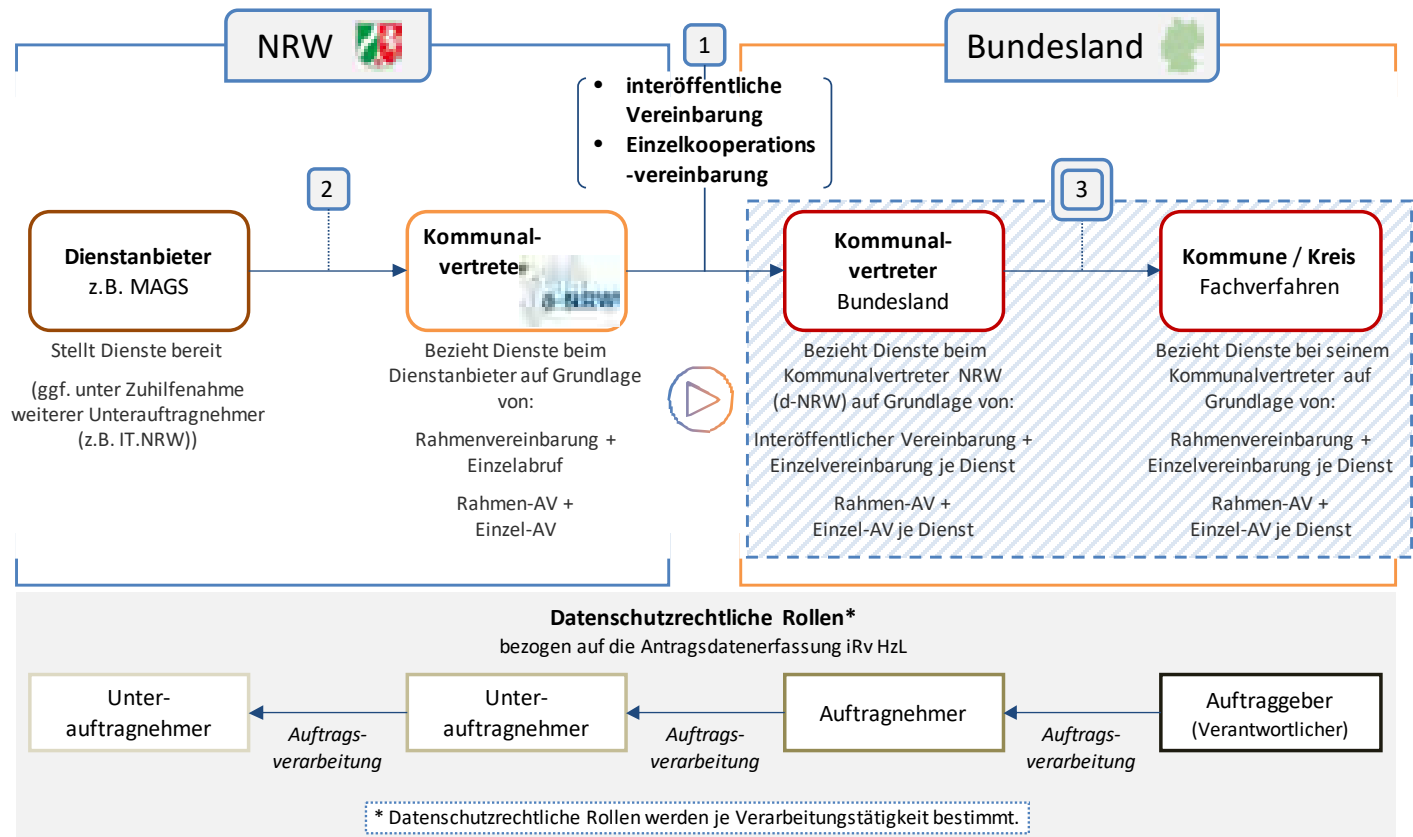 NRW
1
Bundesland
• interöffentliche
Vereinbarung
• Einzelkooperations
-vereinbarung
2
3
Dienstanbieter
z.B. MAGS
Kommunal-
vertreter
d-NRW
Kommunal-
vertreter
Bundesland
Kommune / Kreis
Fachverfahren
Stellt Dienste bereit
(ggf. unter Zuhilfenahme
weiterer Unterauftragnehmer
(z.B. IT.NRW))
Bezieht Dienste beim
Dienstanbieter auf Grundlage
von:
Rahmenvereinbarung +
Einzelabruf
Rahmen-AV +
Einzel-AV
Bezieht Dienste beim
Kommunalvertreter NRW
(d-NRW) auf Grundlage von:
Interöffentlicher Vereinbarung +
Einzelvereinbarung je Dienst
Rahmen-AV +
Einzel-AV je Dienst
Bezieht Dienste bei seinem
Kommunalvertreter auf
Grundlage von:
Rahmenvereinbarung +
Einzelvereinbarung je Dienst
Rahmen-AV +
Einzel-AV je Dienst
Datenschutzrechtliche Rollen*
bezogen auf die Antragsdatenerfassung iRv HzL
Unter-
auftragnehmer
Auftrags-
verarbeitung
Unter-
auftragnehmer
Auftrags-
verarbeitung
Auftragnehmer
Auftrags-
verarbeitung
Auftraggeber
(Verantwortlicher)
* Datenschutzrechtliche Rollen werden je Verarbeitungstätigkeit bestimmt.